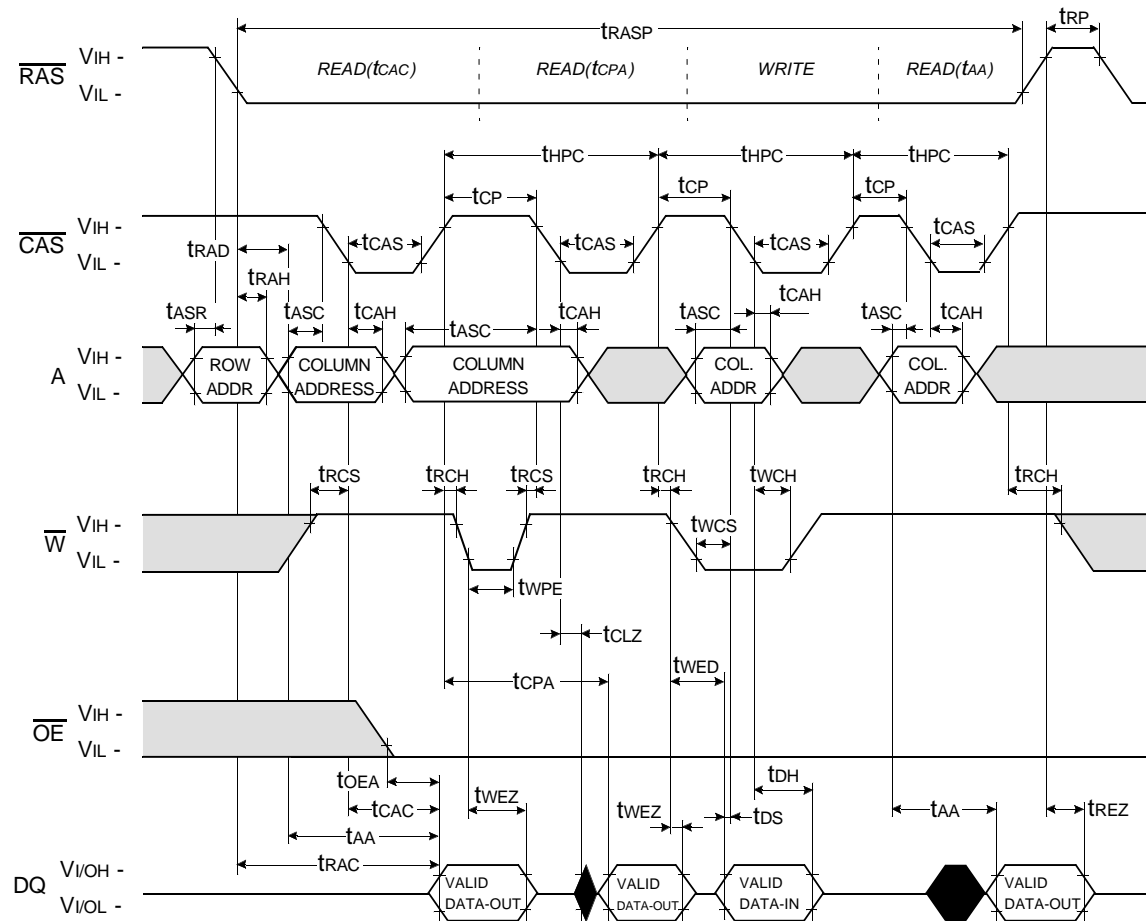 tRASP tRP
VIH -
RAS
VIL -
READ(tCAC) READ(tCPA) WRITE READ(tAA)
tHPC tHPC tHPC
tCP tCP tCP
VIH -
CAS
VIL -
tCAS tCAS tCAS tCAS
tRAD
tRAH
tASR tASC tCAH tASC tCAH tASC tCAH tASC tCAH
VIH -
A
VIL -
ROW ADDR
COLUMN ADDRESS
COLUMN ADDRESS
COL. ADDR
COL. ADDR
tRCS tRCH tRCS tRCH tWCH tRCH
VIH -
W
VIL -
tWCS
tWPE
tCLZ
tWED
tCPA
VIH -
OE
VIL -
tOEA tWEZ tDH
tCAC tWEZ tDS tAA tREZ
tAA
tRAC
VI/OH -
DQ
VI/OL -
VALID DATA-OUT
VALID DATA-OUT
VALID DATA-IN
VALID DATA-OUT